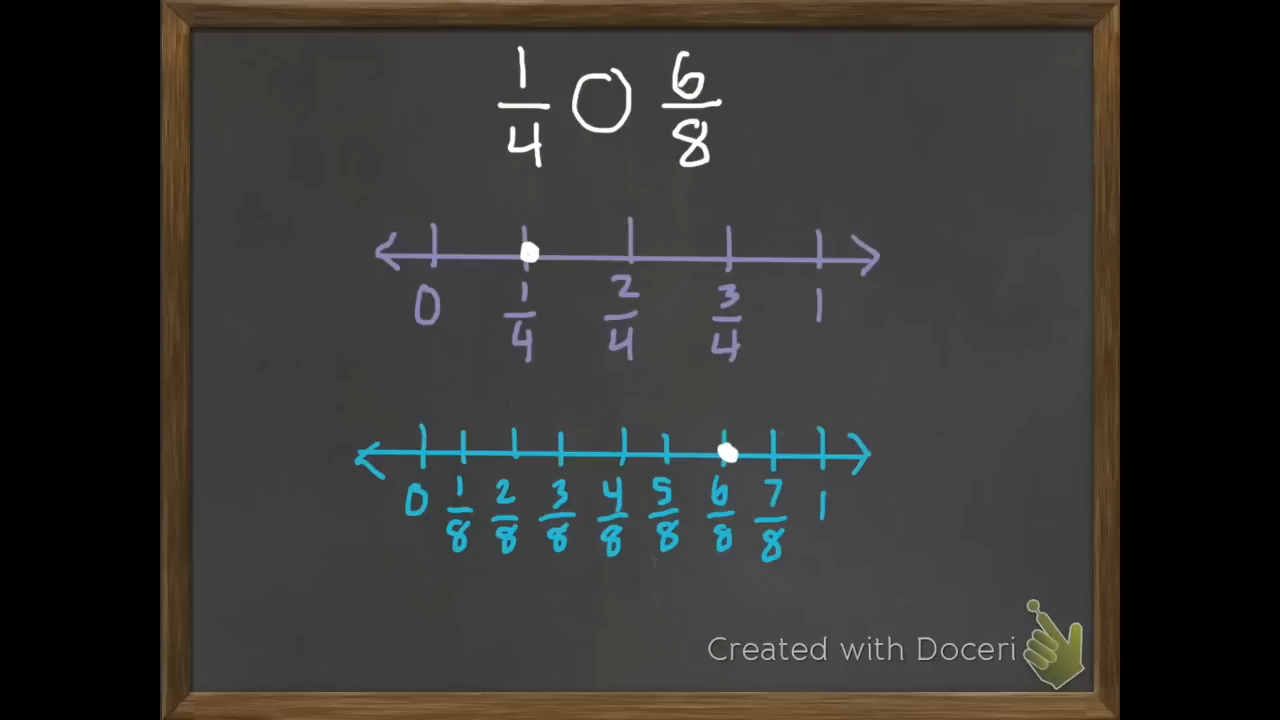 1/4 ○ 6/8
0 1/4 2/4 3/4 1
0 1/8 2/8 3/8 4/8 5/8 6/8 7/8 1
Created with Doceri